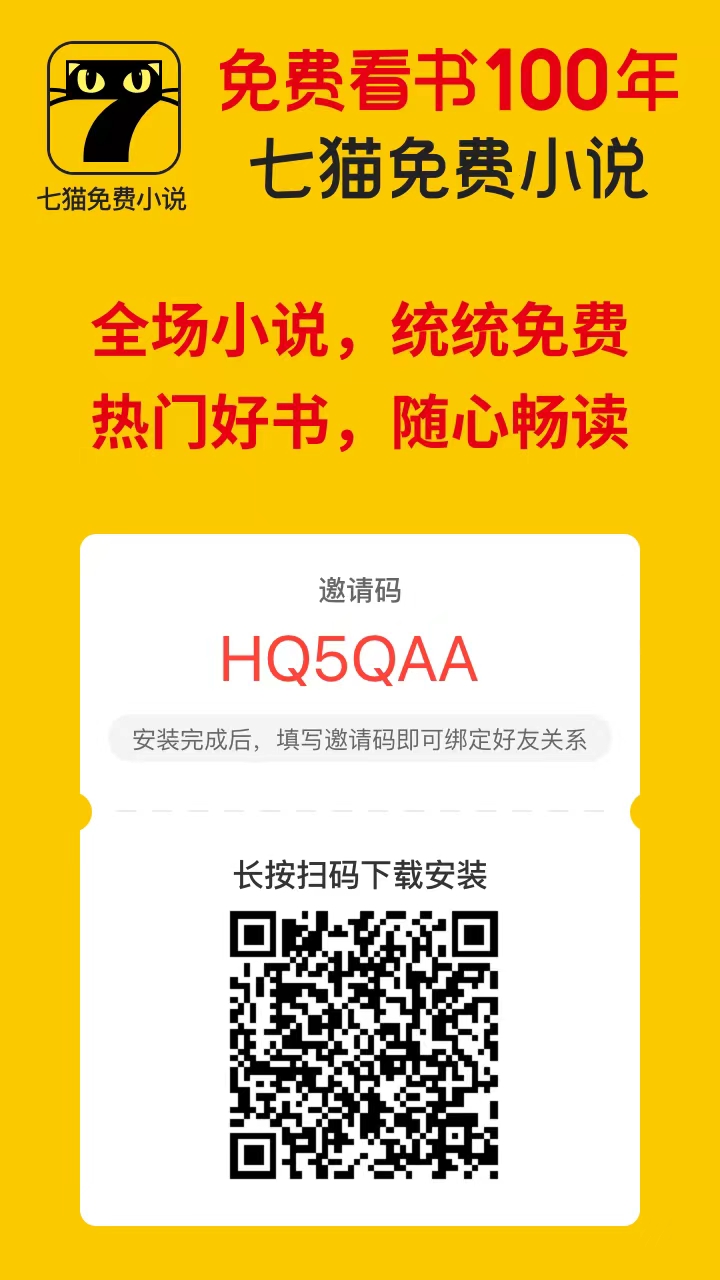 免费看书100年
七猫免费小说
七猫免费小说
全场小说，统统免费
热门好书，随心畅读
邀请码
HQ5QAA
安装完成后，填写邀请码即可绑定好友关系
长按扫码下载安装